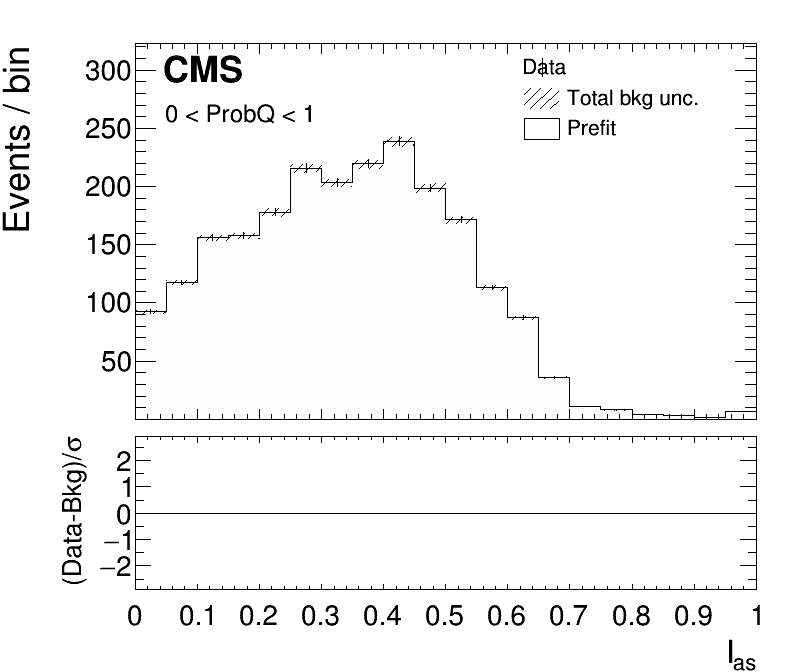 Events / bin
300
250
200
150
100
50
CMS
0 < ProbQ < 1
Data
Total bkg unc.
Prefit
(Data-Bkg)/σ
2
1
0
−1
−2
0 0.1 0.2 0.3 0.4 0.5 0.6 0.7 0.8 0.9 1
Ias